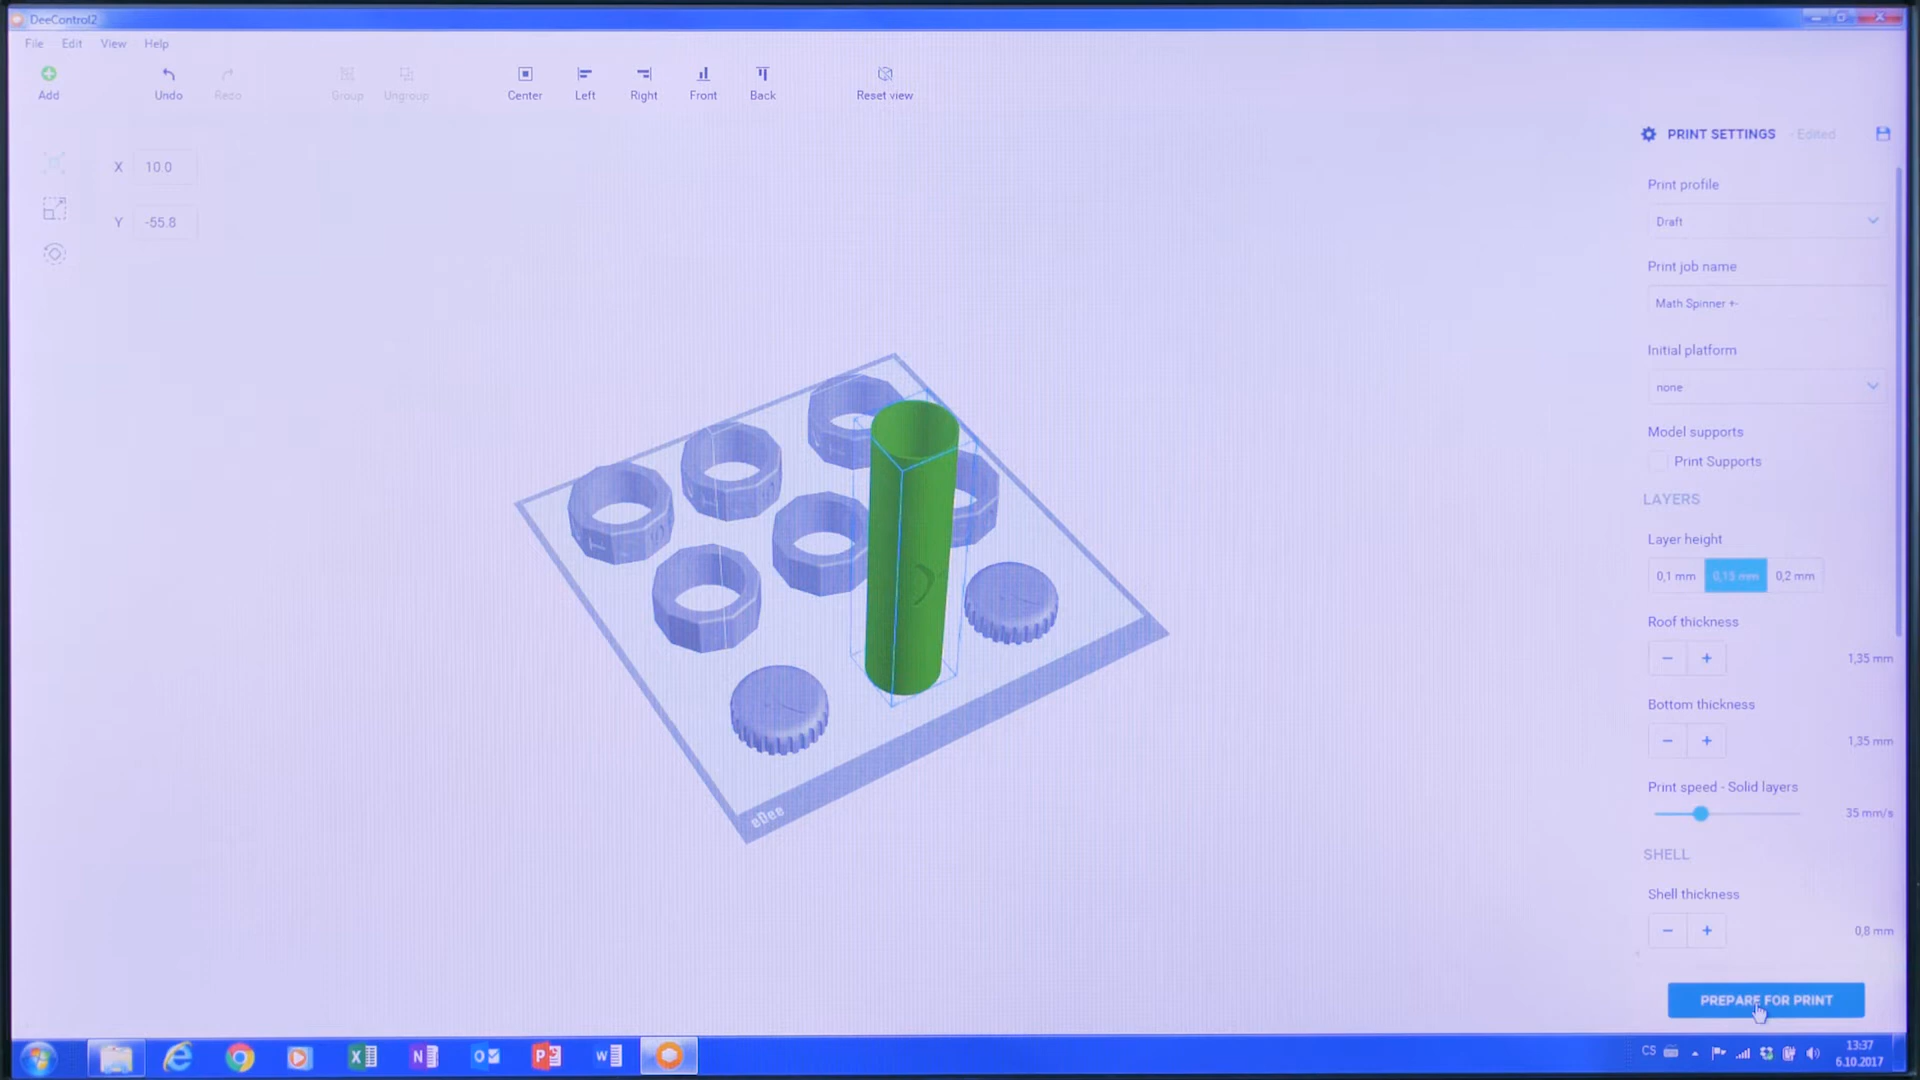 DeeControl2
File Edit View Help
Add Undo Redo Group Ungroup Center Left Right Front Back Reset view
X 10.0
Y -55.8
PRINT SETTINGS - Edited
Print profile
Draft
Print job name
Math Spinner +-
Initial platform
none
Model supports
Print Supports
LAYERS
Layer height
0,1 mm 0,15 mm 0,2 mm
Roof thickness
- + 1,35 mm
Bottom thickness
- + 1,35 mm
Print speed - Solid layers
35 mm/s
SHELL
Shell thickness
- + 0,8 mm
PREPARE FOR PRINT
eDee
CS
13:37
6.10.2017